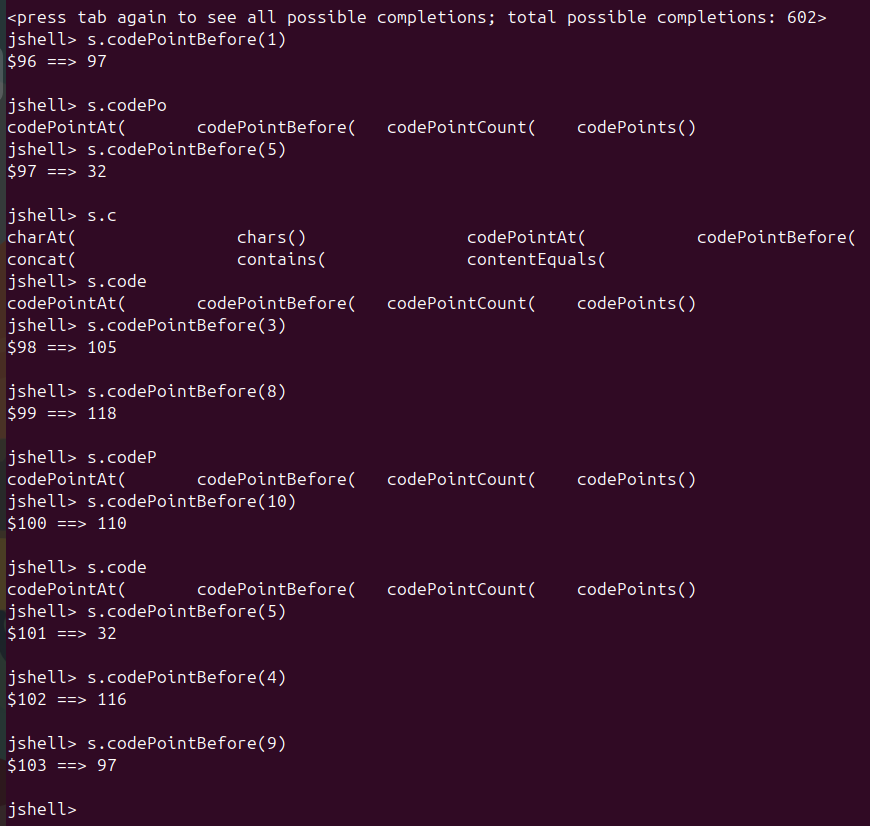 <press tab again to see all possible completions; total possible completions: 602>
jshell> s.codePointBefore(1)
$96 ==> 97
jshell> s.codePo
codePointAt( codePointBefore( codePointCount( codePoints()
jshell> s.codePointBefore(5)
$97 ==> 32
jshell> s.c
charAt( chars() codePointAt( codePointBefore(
concat( contains( contentEquals(
jshell> s.code
codePointAt( codePointBefore( codePointCount( codePoints()
jshell> s.codePointBefore(3)
$98 ==> 105
jshell> s.codePointBefore(8)
$99 ==> 118
jshell> s.codeP
codePointAt( codePointBefore( codePointCount( codePoints()
jshell> s.codePointBefore(10)
$100 ==> 110
jshell> s.code
codePointAt( codePointBefore( codePointCount( codePoints()
jshell> s.codePointBefore(5)
$101 ==> 32
jshell> s.codePointBefore(4)
$102 ==> 116
jshell> s.codePointBefore(9)
$103 ==> 97
jshell>